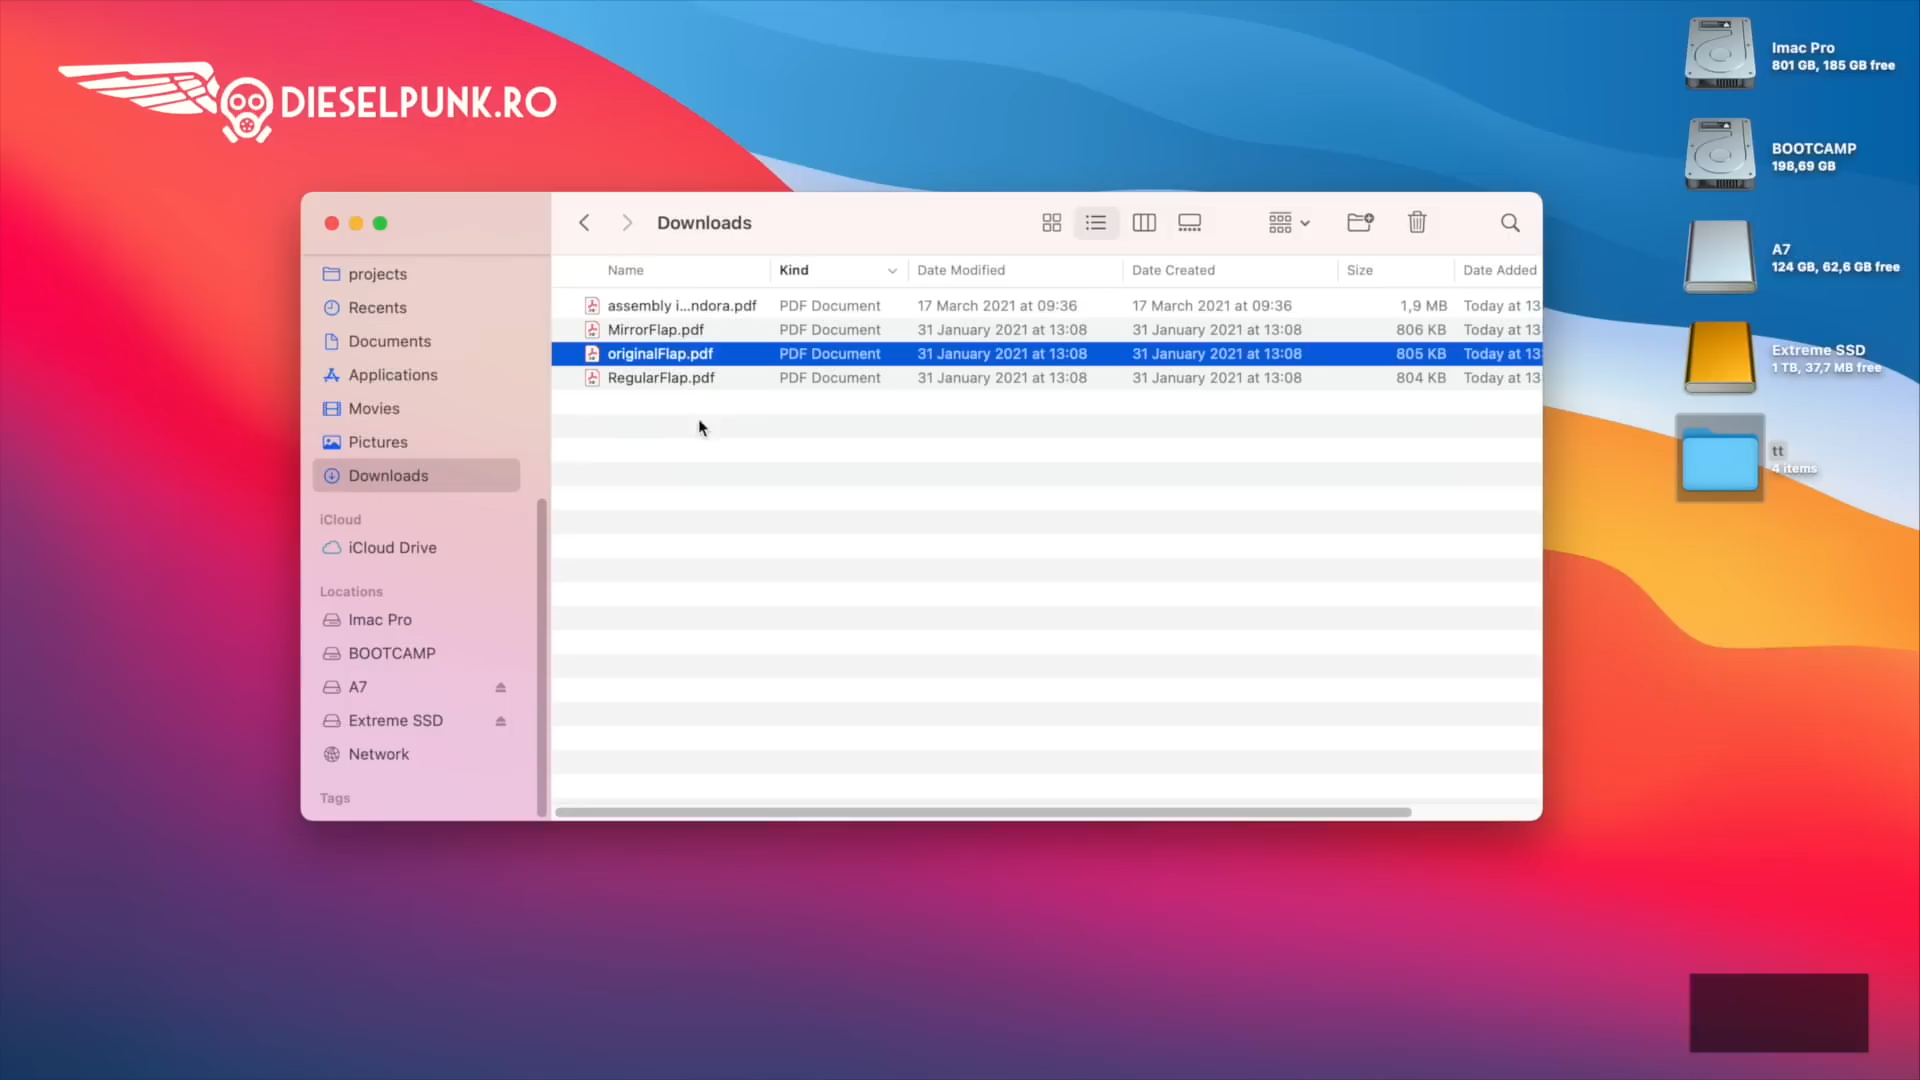 DIESELPUNK.RO
Imac Pro
801 GB, 185 GB free
BOOTCAMP
198,69 GB
A7
124 GB, 62,6 GB free
Extreme SSD
1 TB, 37,7 MB free
tt
4 items
Downloads
projects
Recents
Documents
Applications
Movies
Pictures
Downloads
iCloud
iCloud Drive
Locations
Imac Pro
BOOTCAMP
A7
Extreme SSD
Network
Tags
Name Kind Date Modified Date Created Size Date Added
assembly i...ndora.pdf PDF Document 17 March 2021 at 09:36 17 March 2021 at 09:36 1,9 MB Today at 13
MirrorFlap.pdf PDF Document 31 January 2021 at 13:08 31 January 2021 at 13:08 806 KB Today at 13
originalFlap.pdf PDF Document 31 January 2021 at 13:08 31 January 2021 at 13:08 805 KB Today at 13
RegularFlap.pdf PDF Document 31 January 2021 at 13:08 31 January 2021 at 13:08 804 KB Today at 13